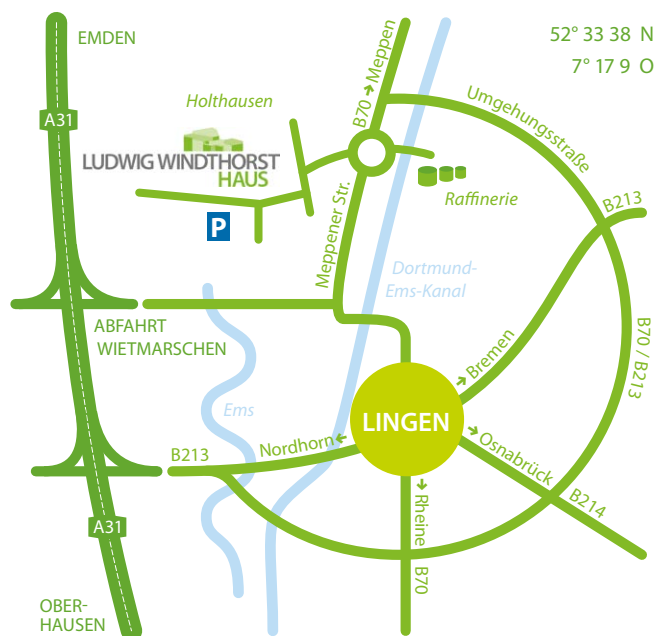 EMDEN
52° 33 38 N
7° 17 9 O
A31
Holthausen
B70 → Meppen
Umgehungsstraße
LUDWIG WINDTHORST
HAUS
Raffinerie
B213
P
Meppener Str.
Dortmund-
Ems-Kanal
ABFAHRT
WIETMARSCHEN
B70 / B213
→ Bremen
Ems
LINGEN
B213
Nordhorn ←
→ Osnabrück
B214
→ Rheine
B70
A31
OBER-
HAUSEN